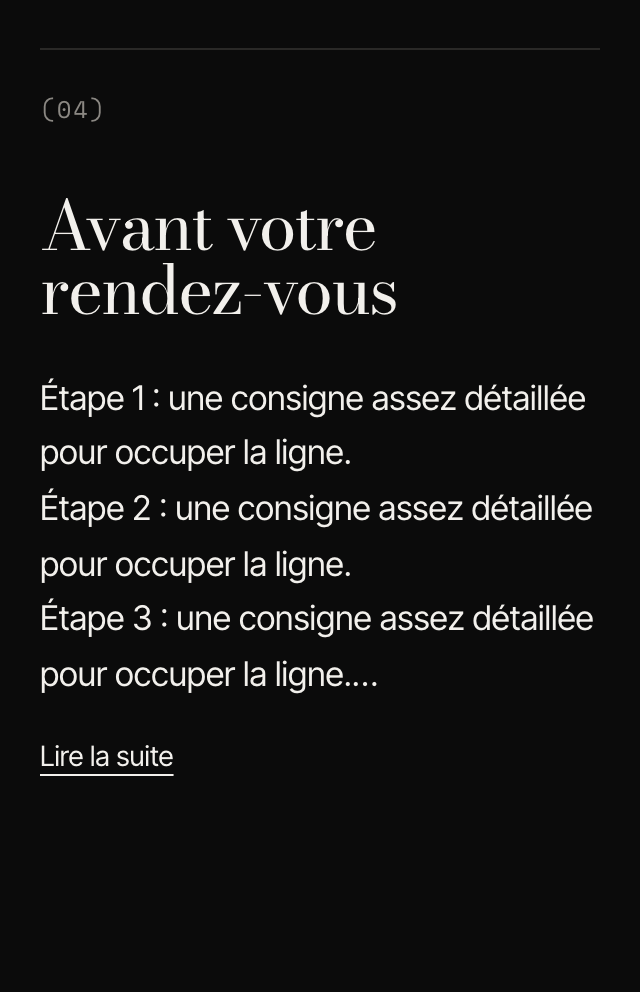 (04)
Avant votre
rendez-vous
Étape 1 : une consigne assez détaillée
pour occuper la ligne.
Étape 2 : une consigne assez détaillée
pour occuper la ligne.
Étape 3 : une consigne assez détaillée
pour occuper la ligne.…
Lire la suite